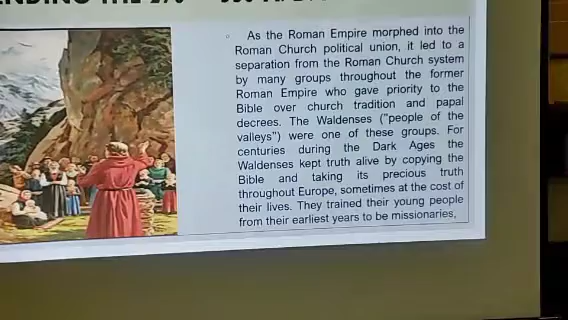 As the Roman Empire morphed into the
Roman Church political union, it led to a
separation from the Roman Church system
by many groups throughout the former
Roman Empire who gave priority to the
Bible over church tradition and papal
decrees. The Waldenses ("people of the
valleys") were one of these groups. For
centuries during the Dark Ages the
Waldenses kept truth alive by copying the
Bible and taking its precious truth
throughout Europe, sometimes at the cost of
their lives. They trained their young people
from their earliest years to be missionaries,